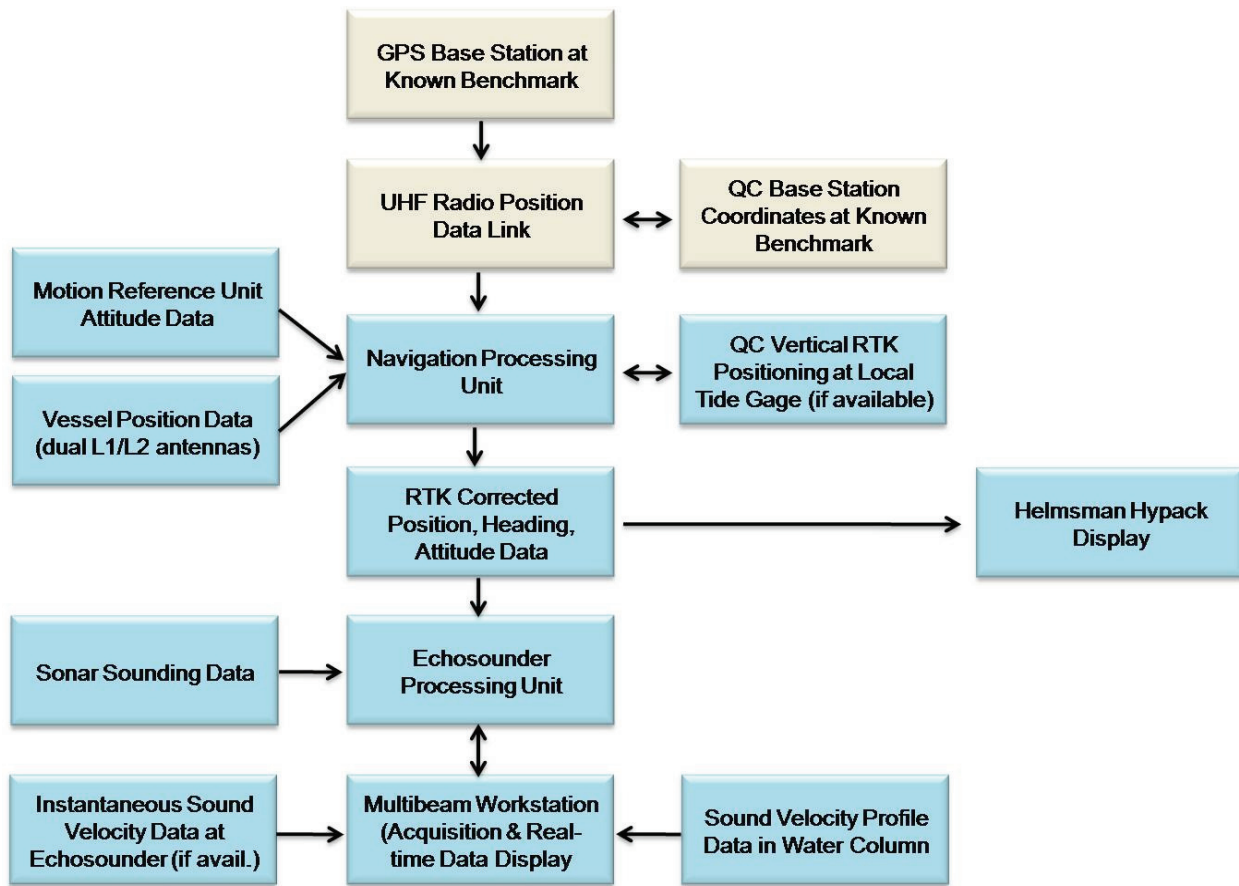 GPS Base Station at
Known Benchmark
UHF Radio Position
Data Link
QC Base Station
Coordinates at Known
Benchmark
Motion Reference Unit
Attitude Data
Navigation Processing
Unit
QC Vertical RTK
Positioning at Local
Tide Gage (if available)
Vessel Position Data
(dual L1/L2 antennas)
RTK Corrected
Position, Heading,
Attitude Data
Helmsman Hypack
Display
Sonar Sounding Data
Echosounder
Processing Unit
Instantaneous Sound
Velocity Data at
Echosounder (if avail.)
Multibeam Workstation
(Acquisition & Real-
time Data Display
Sound Velocity Profile
Data in Water Column